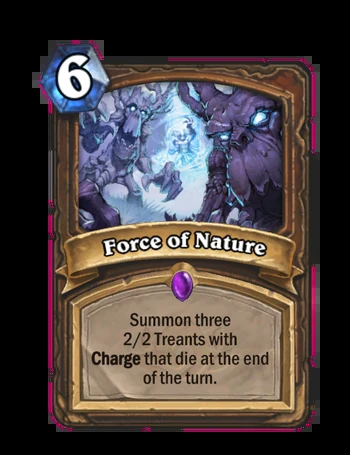 6
Force of Nature
Summon three
2/2 Treants with
Charge that die at the end
of the turn.